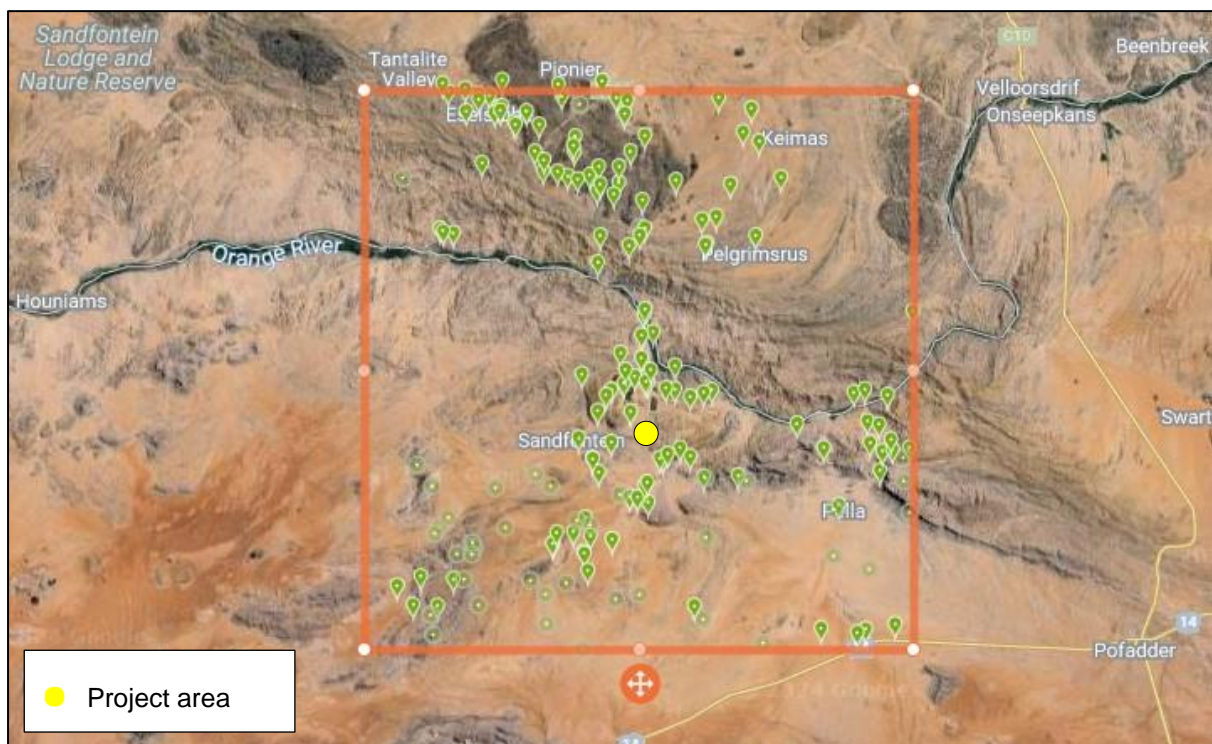 Sandfontein
Lodge and
Nature Reserve
Tantalite
Valley
Pionier
C10
Beenbreek
Velloorsdrif
Onseepkans
Keimas
Orange River
Pelgrimsrus
Houniams
Swart
Sandfontein
Pella
14
Pofadder
14
Project area